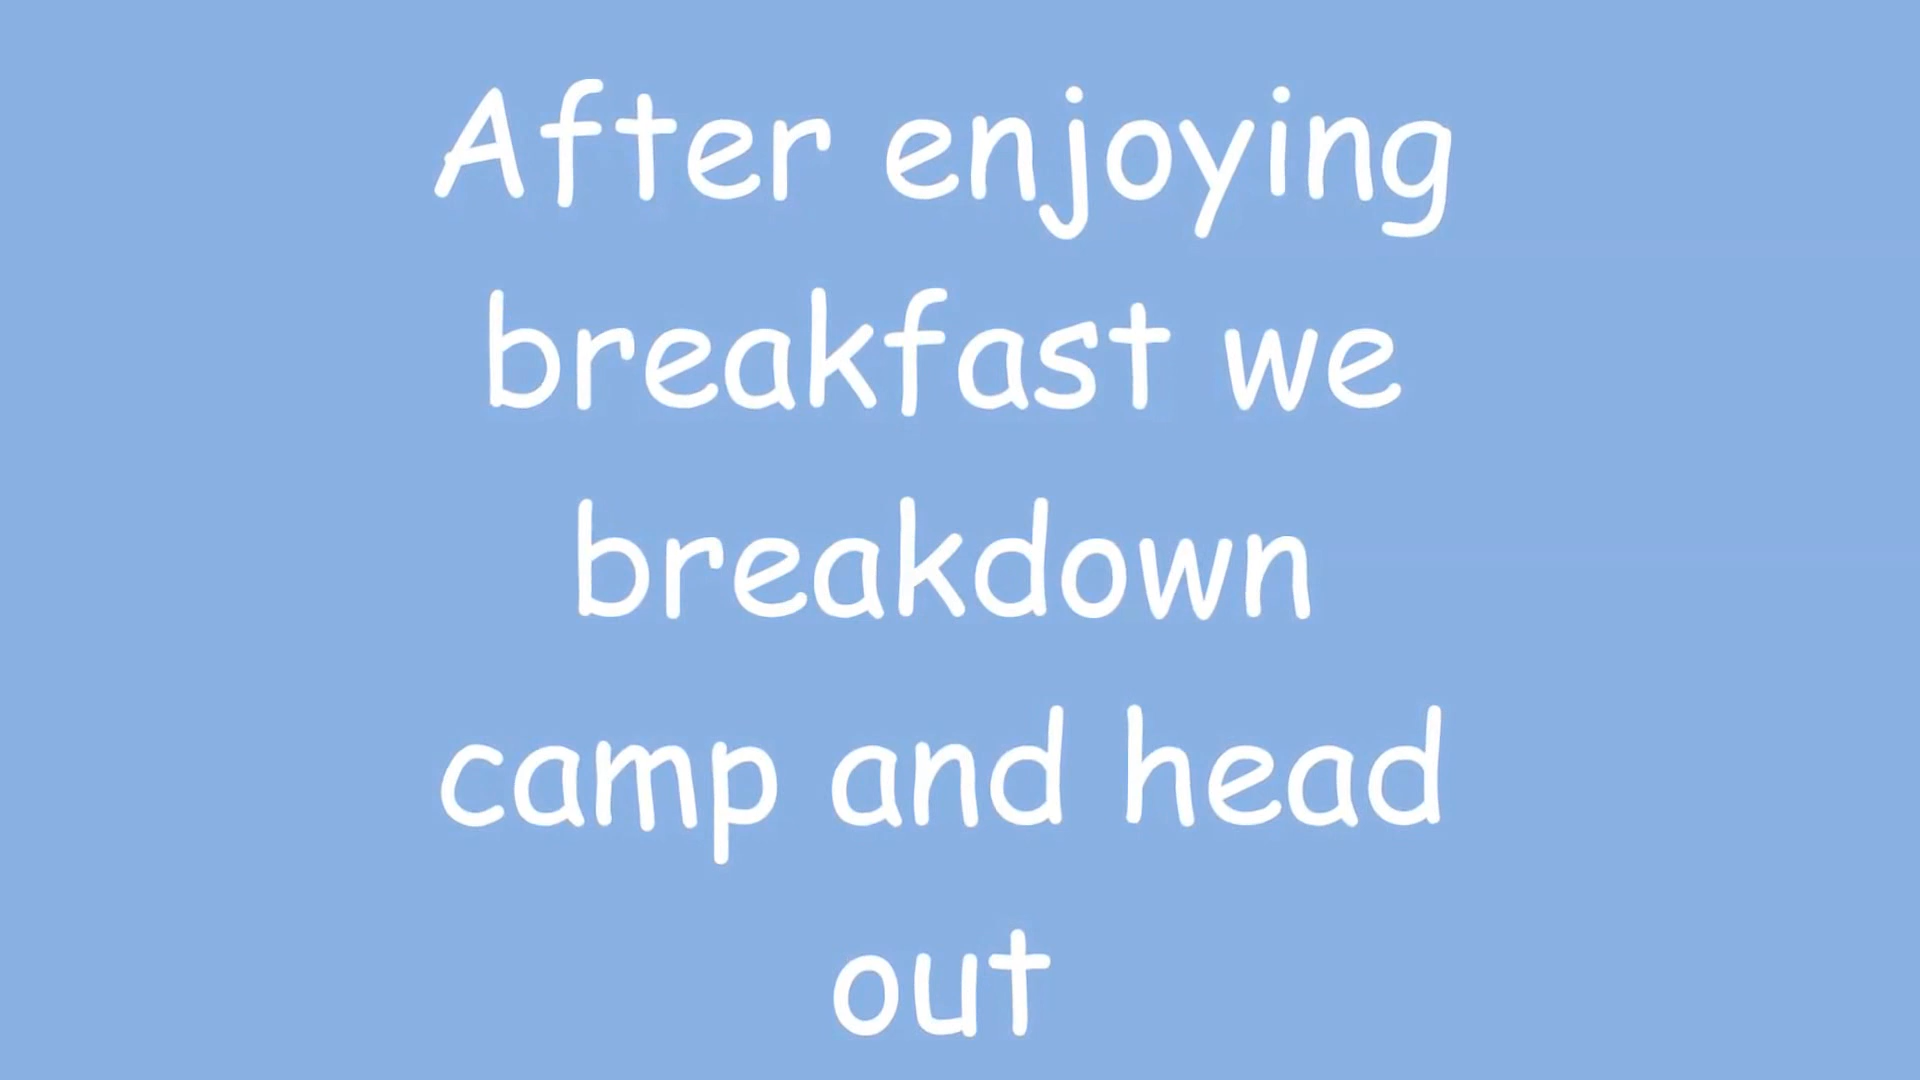 After enjoying
breakfast we
breakdown
camp and head
out